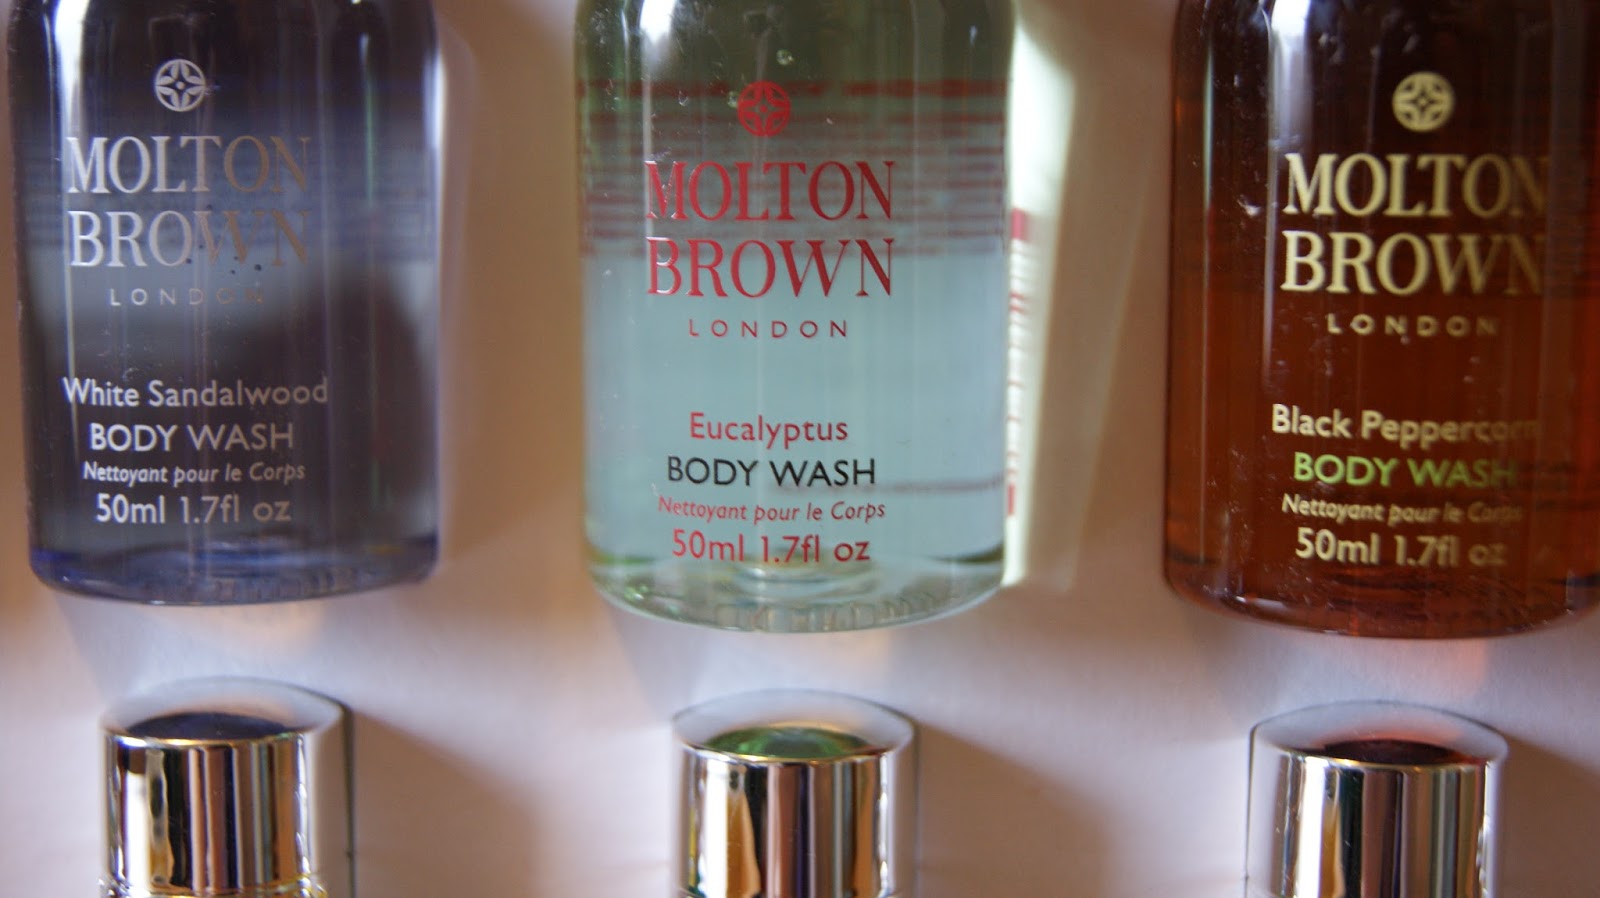 MOLTON
BROWN
LONDON
White Sandalwood
BODY WASH
Nettoyant pour le Corps
50ml 1.7fl oz
MOLTON
BROWN
LONDON
Eucalyptus
BODY WASH
Nettoyant pour le Corps
50ml 1.7fl oz
MOLTON
BROWN
LONDON
Black Peppercorn
BODY WASH
Nettoyant pour le Corps
50ml 1.7fl oz